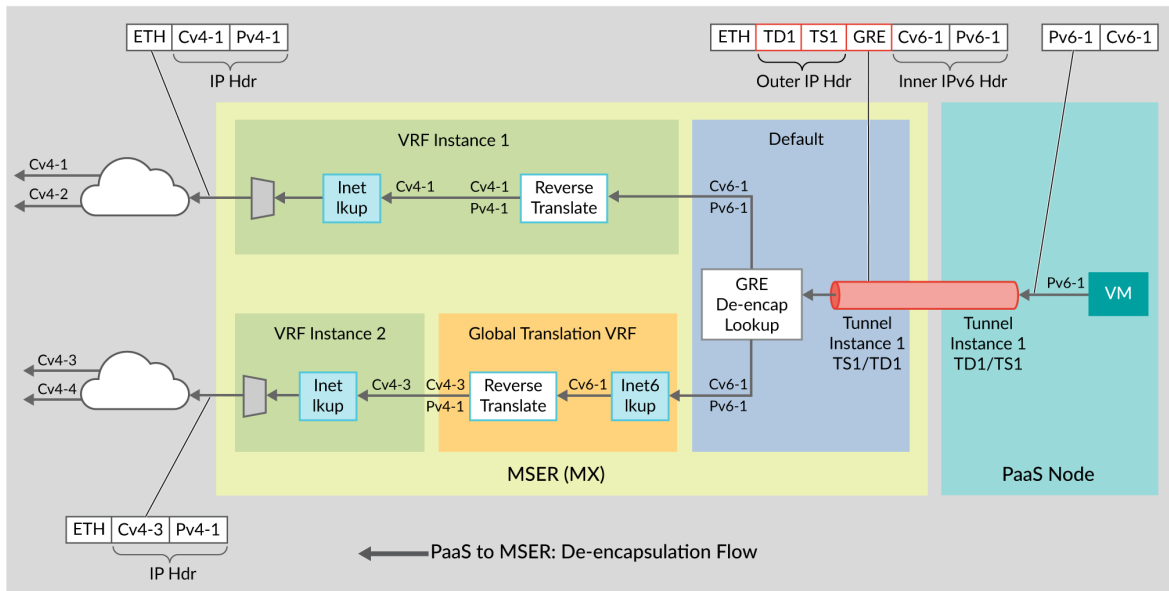 ETH Cv4-1 Pv4-1
IP Hdr
ETH TD1 TS1 GRE Cv6-1 Pv6-1
Outer IP Hdr
Inner IPv6 Hdr
Pv6-1 Cv6-1
VRF Instance 1
Default
Cv4-1
Cv4-2
Inet
lkup
Cv4-1
Cv4-1
Pv4-1
Reverse
Translate
Cv6-1
Pv6-1
GRE
De-encap
Lookup
Pv6-1
VM
Tunnel
Instance 1
TS1/TD1
Tunnel
Instance 1
TD1/TS1
VRF Instance 2
Global Translation VRF
Cv4-3
Cv4-4
Inet
lkup
Cv4-3
Cv4-3
Pv4-1
Reverse
Translate
Cv6-1
Inet6
lkup
Cv6-1
Pv6-1
MSER (MX)
PaaS Node
ETH Cv4-3 Pv4-1
IP Hdr
PaaS to MSER: De-encapsulation Flow